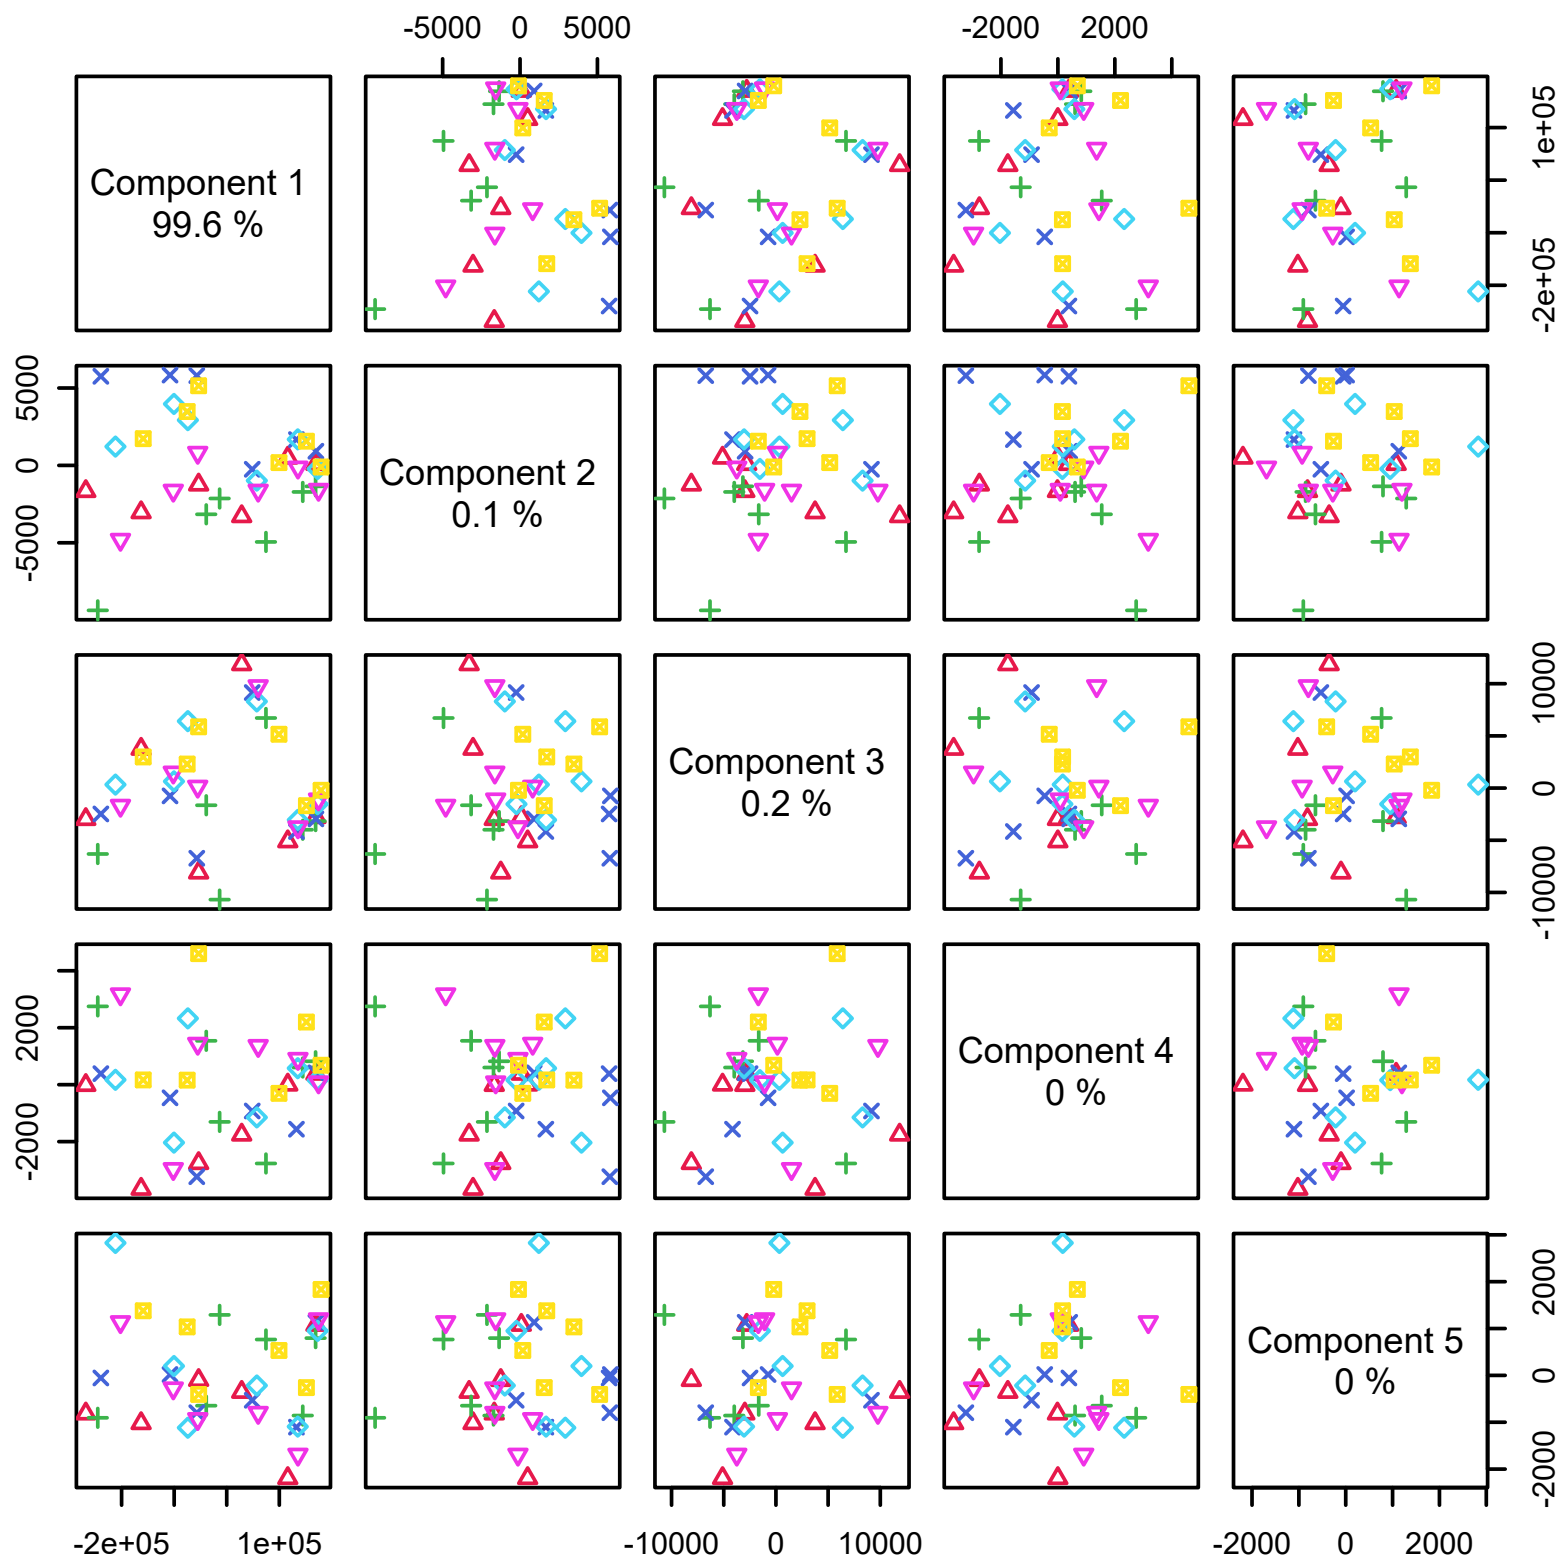 -5000 0 5000 -2000 2000
Component 1
99.6 %
-2e+05 1e+05
-5000 0 5000
Component 2
0.1 %
Component 3
0.2 %
-10000 0 10000
-2000 2000
Component 4
0 %
Component 5
0 %
-2000 0 2000
-2e+05 1e+05 -10000 0 10000 -2000 0 2000